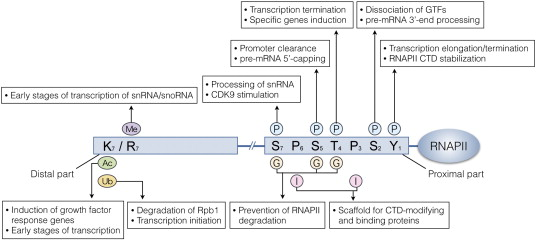 • Transcription termination
• Specific genes induction
• Dissociation of GTFs
• pre-mRNA 3'-end processing
• Promoter clearance
• pre-mRNA 5'-capping
• Transcription elongation/termination
• RNAPII CTD stabilization
• Early stages of transcription of snRNA/snoRNA
• Processing of snRNA
• CDK9 stimulation
Me
P P P P P
K7 / R7
S7 P6 S5 T4 P3 S2 Y1
RNAPII
Ac
G G G
Distal part
Ub
I I
Proximal part
• Induction of growth factor
response genes
• Early stages of transcription
• Degradation of Rpb1
• Transcription initiation
• Prevention of RNAPII
degradation
• Scaffold for CTD-modifying
and binding proteins